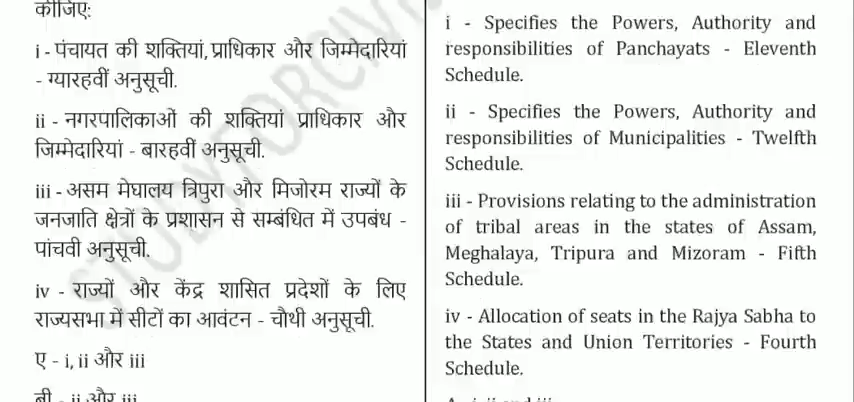 कीजिए:
i - पंचायत की शक्तियां, प्राधिकार और जिम्मेदारियां
- ग्यारहवीं अनुसूची.
ii - नगरपालिकाओं की शक्तियां प्राधिकार और
जिम्मेदारियां - बारहवीं अनुसूची.
iii - असम मेघालय त्रिपुरा और मिजोरम राज्यों के
जनजाति क्षेत्रों के प्रशासन से सम्बंधित में उपबंध -
पांचवी अनुसूची.
iv - राज्यों और केंद्र शासित प्रदेशों के लिए
राज्यसभा में सीटों का आवंटन - चौथी अनुसूची.
ए - i, ii और iii
बी - ii और iii
i - Specifies the Powers, Authority and
responsibilities of Panchayats - Eleventh
Schedule.
ii - Specifies the Powers, Authority and
responsibilities of Municipalities - Twelfth
Schedule.
iii - Provisions relating to the administration
of tribal areas in the states of Assam,
Meghalaya, Tripura and Mizoram - Fifth
Schedule.
iv - Allocation of seats in the Rajya Sabha to
the States and Union Territories - Fourth
Schedule.